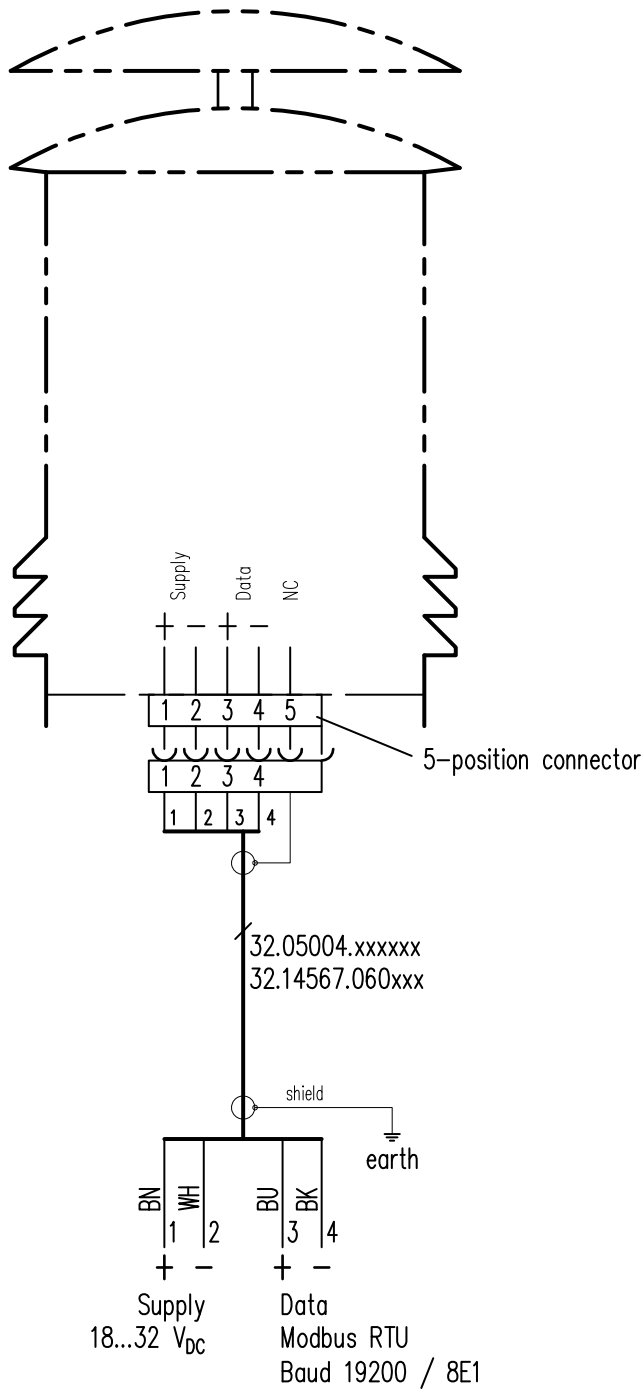 Supply
Data
NC
+ − + −
1 2 3 4 5
5-position connector
1 2 3 4
1 2 3 4
32.05004.xxxxxx
32.14567.060xxx
shield
earth
BN WH BU BK
1 2 3 4
+ − + −
Supply
18...32 VDC
Data
Modbus RTU
Baud 19200 / 8E1